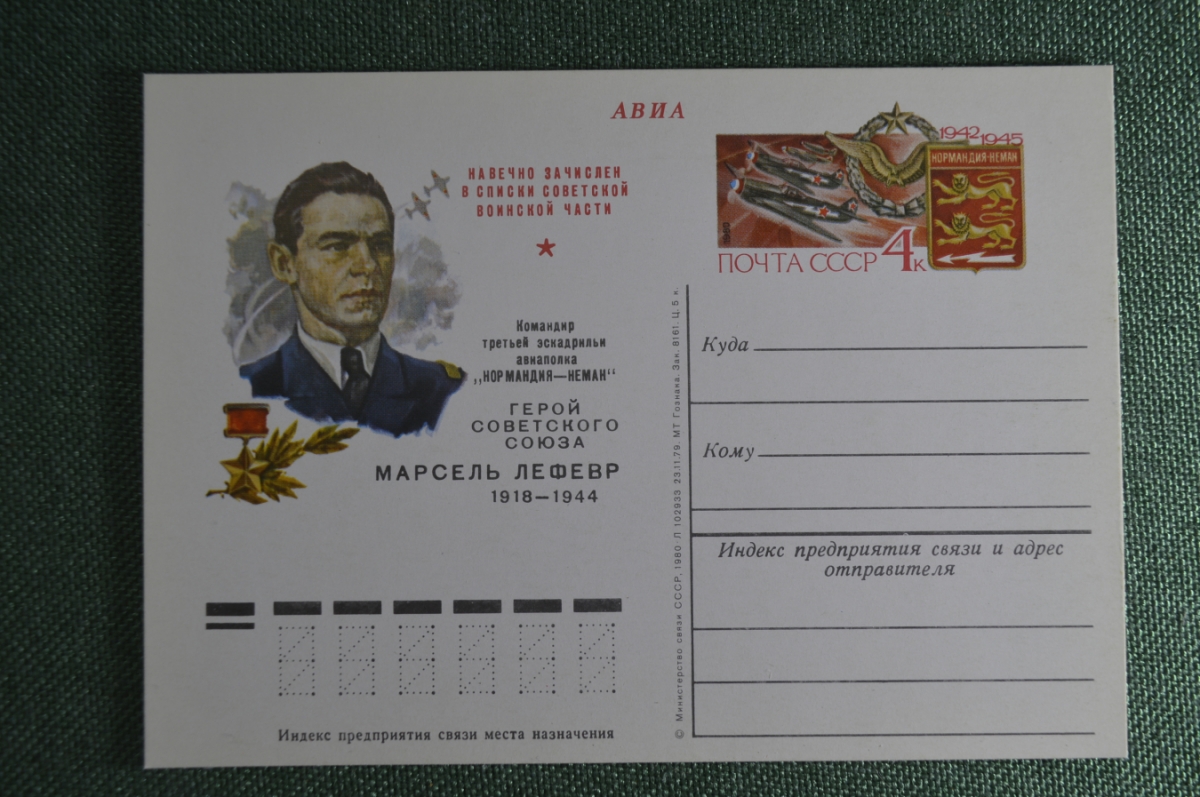 АВИА
НАВЕЧНО ЗАЧИСЛЕН
В СПИСКИ СОВЕТСКОЙ
ВОИНСКОЙ ЧАСТИ
Командир
третьей эскадрильи
авиаполка
„НОРМАНДИЯ—НЕМАН“
ГЕРОЙ
СОВЕТСКОГО
СОЮЗА
МАРСЕЛЬ ЛЕФЕВР
1918—1944
Индекс предприятия связи места назначения
© Министерство связи СССР, 1980. Л 102933 23.11.79. МТ Гознака. Зак. 8161. Ц. 5 к.
1942
1945
НОРМАНДИЯ-НЕМАН
1980
ПОЧТА СССР 4к
Куда
Кому
Индекс предприятия связи и адрес
отправителя